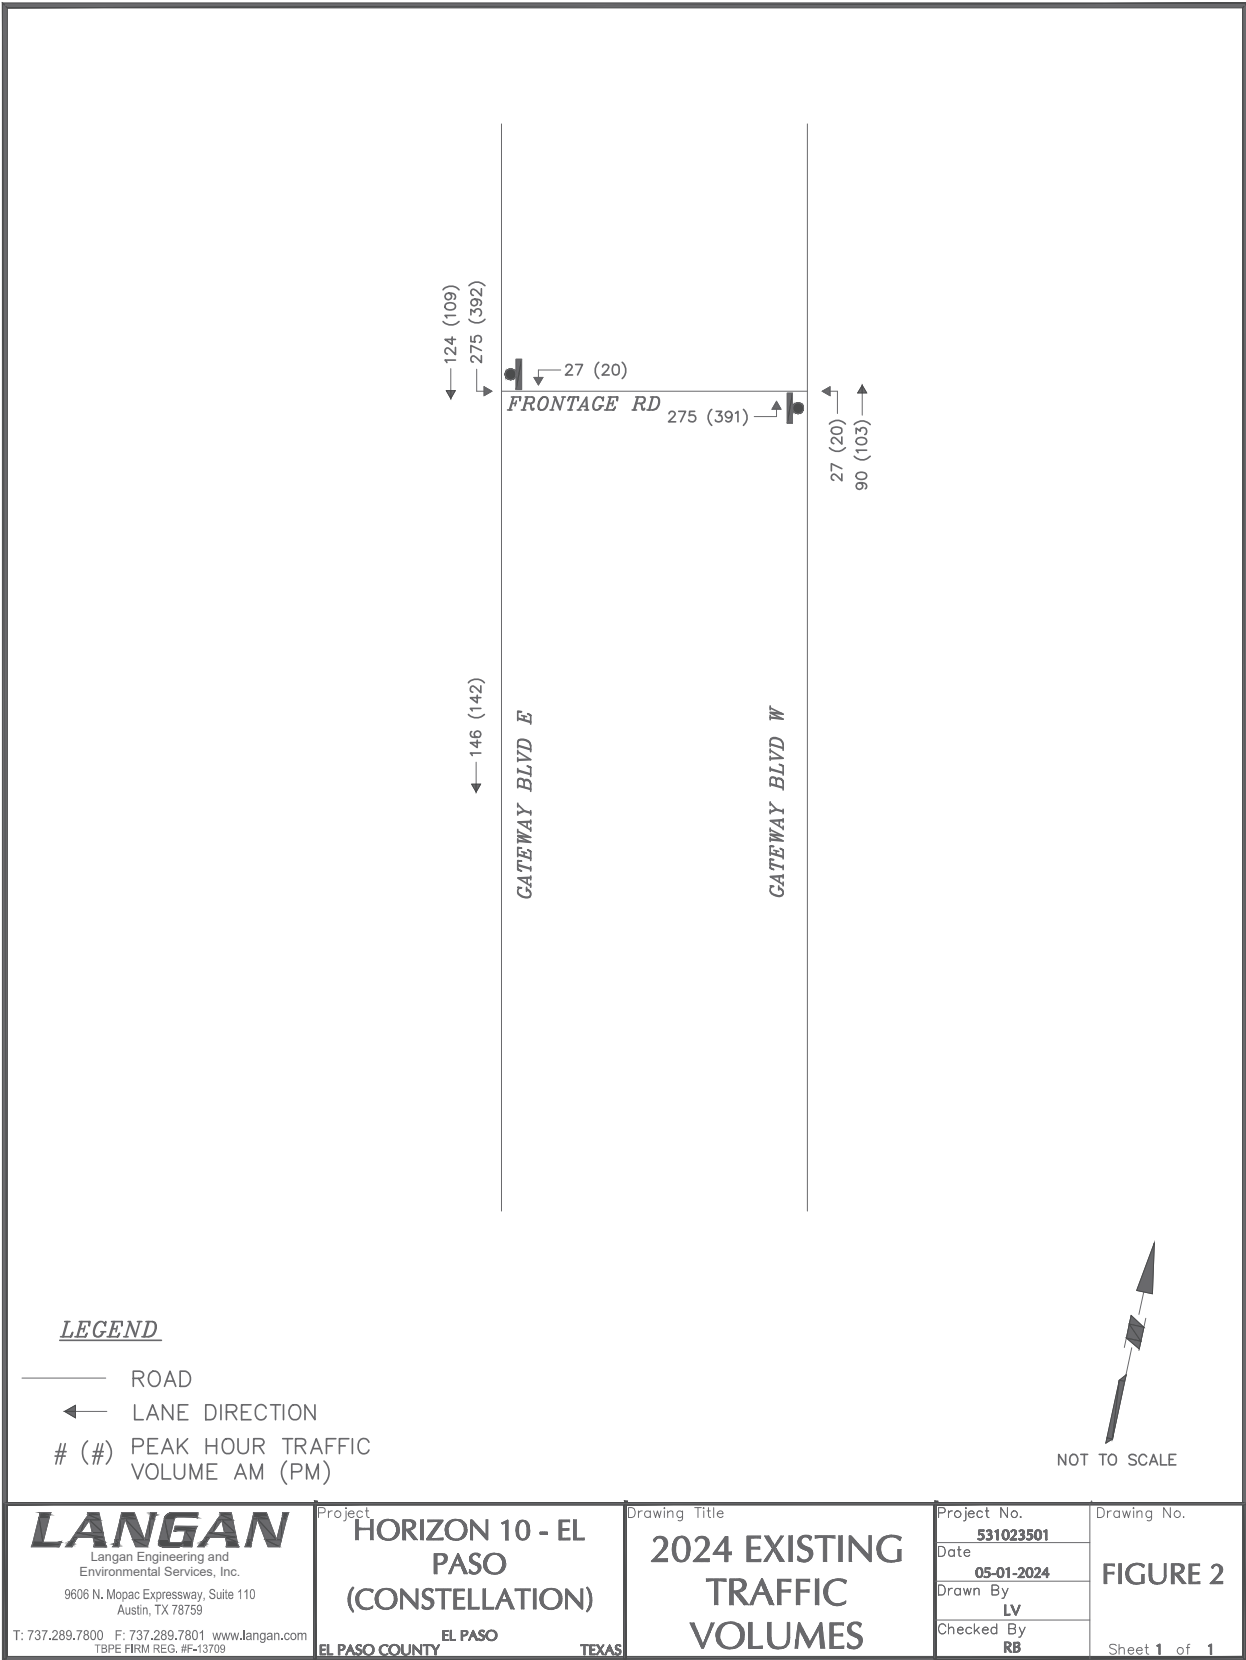 124 (109)
275 (392)
27 (20)
FRONTAGE RD
275 (391)
27 (20)
90 (103)
146 (142)
GATEWAY BLVD E
GATEWAY BLVD W
LEGEND
ROAD
LANE DIRECTION
# (#) PEAK HOUR TRAFFIC
VOLUME AM (PM)
NOT TO SCALE
LANGAN
Langan Engineering and
Environmental Services, Inc.
9606 N. Mopac Expressway, Suite 110
Austin, TX 78759
T: 737.289.7800 F: 737.289.7801 www.langan.com
TBPE FIRM REG. #F-13709
Project
HORIZON 10 - EL
PASO
(CONSTELLATION)
EL PASO
EL PASO COUNTY TEXAS
Drawing Title
2024 EXISTING
TRAFFIC
VOLUMES
Project No.
531023501
Date
05-01-2024
Drawn By
LV
Checked By
RB
Drawing No.
FIGURE 2
Sheet 1 of 1